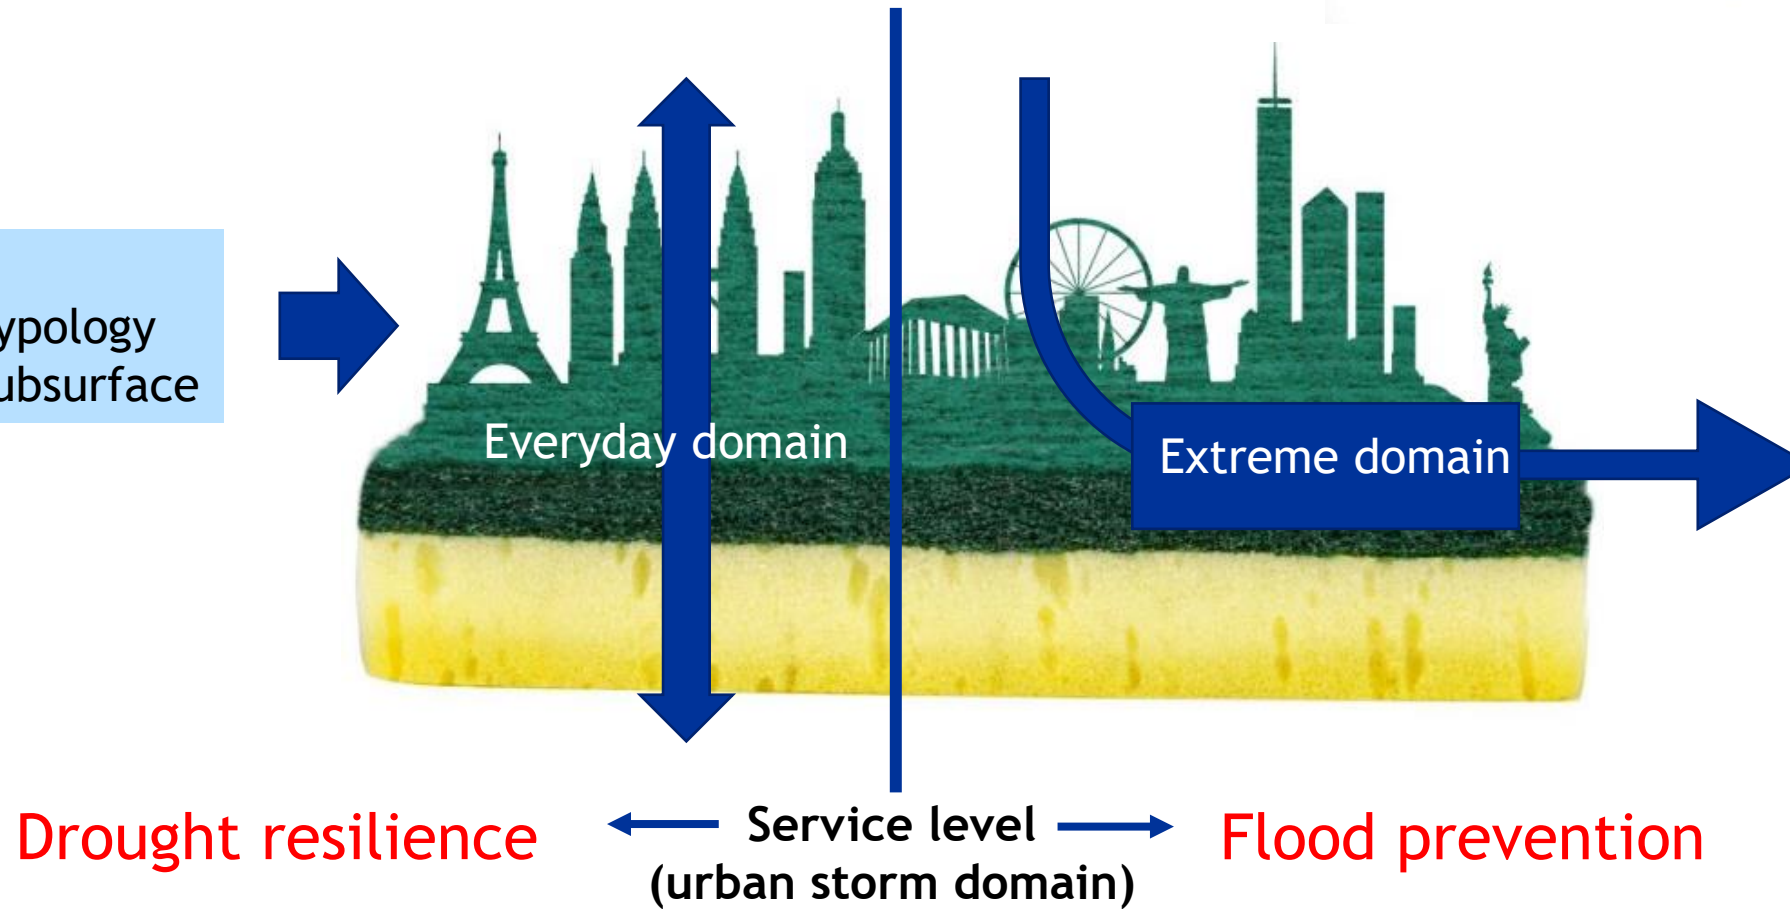 ypology
ubsurface
Everyday domain
Extreme domain
Drought resilience
Service level
(urban storm domain)
Flood prevention